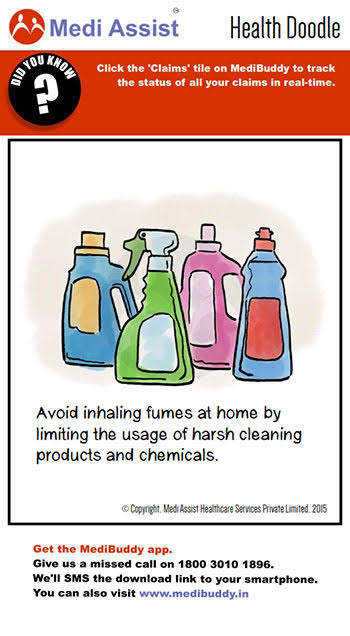 Medi Assist
Health Doodle
DID YOU KNOW
?
Click the 'Claims' tile on MediBuddy to track
the status of all your claims in real-time.
Avoid inhaling fumes at home by
limiting the usage of harsh cleaning
products and chemicals.
© Copyright, Medi Assist Healthcare Services Private Limited, 2015
Get the MediBuddy app.
Give us a missed call on 1800 3010 1896.
We'll SMS the download link to your smartphone.
You can also visit www.medibuddy.in